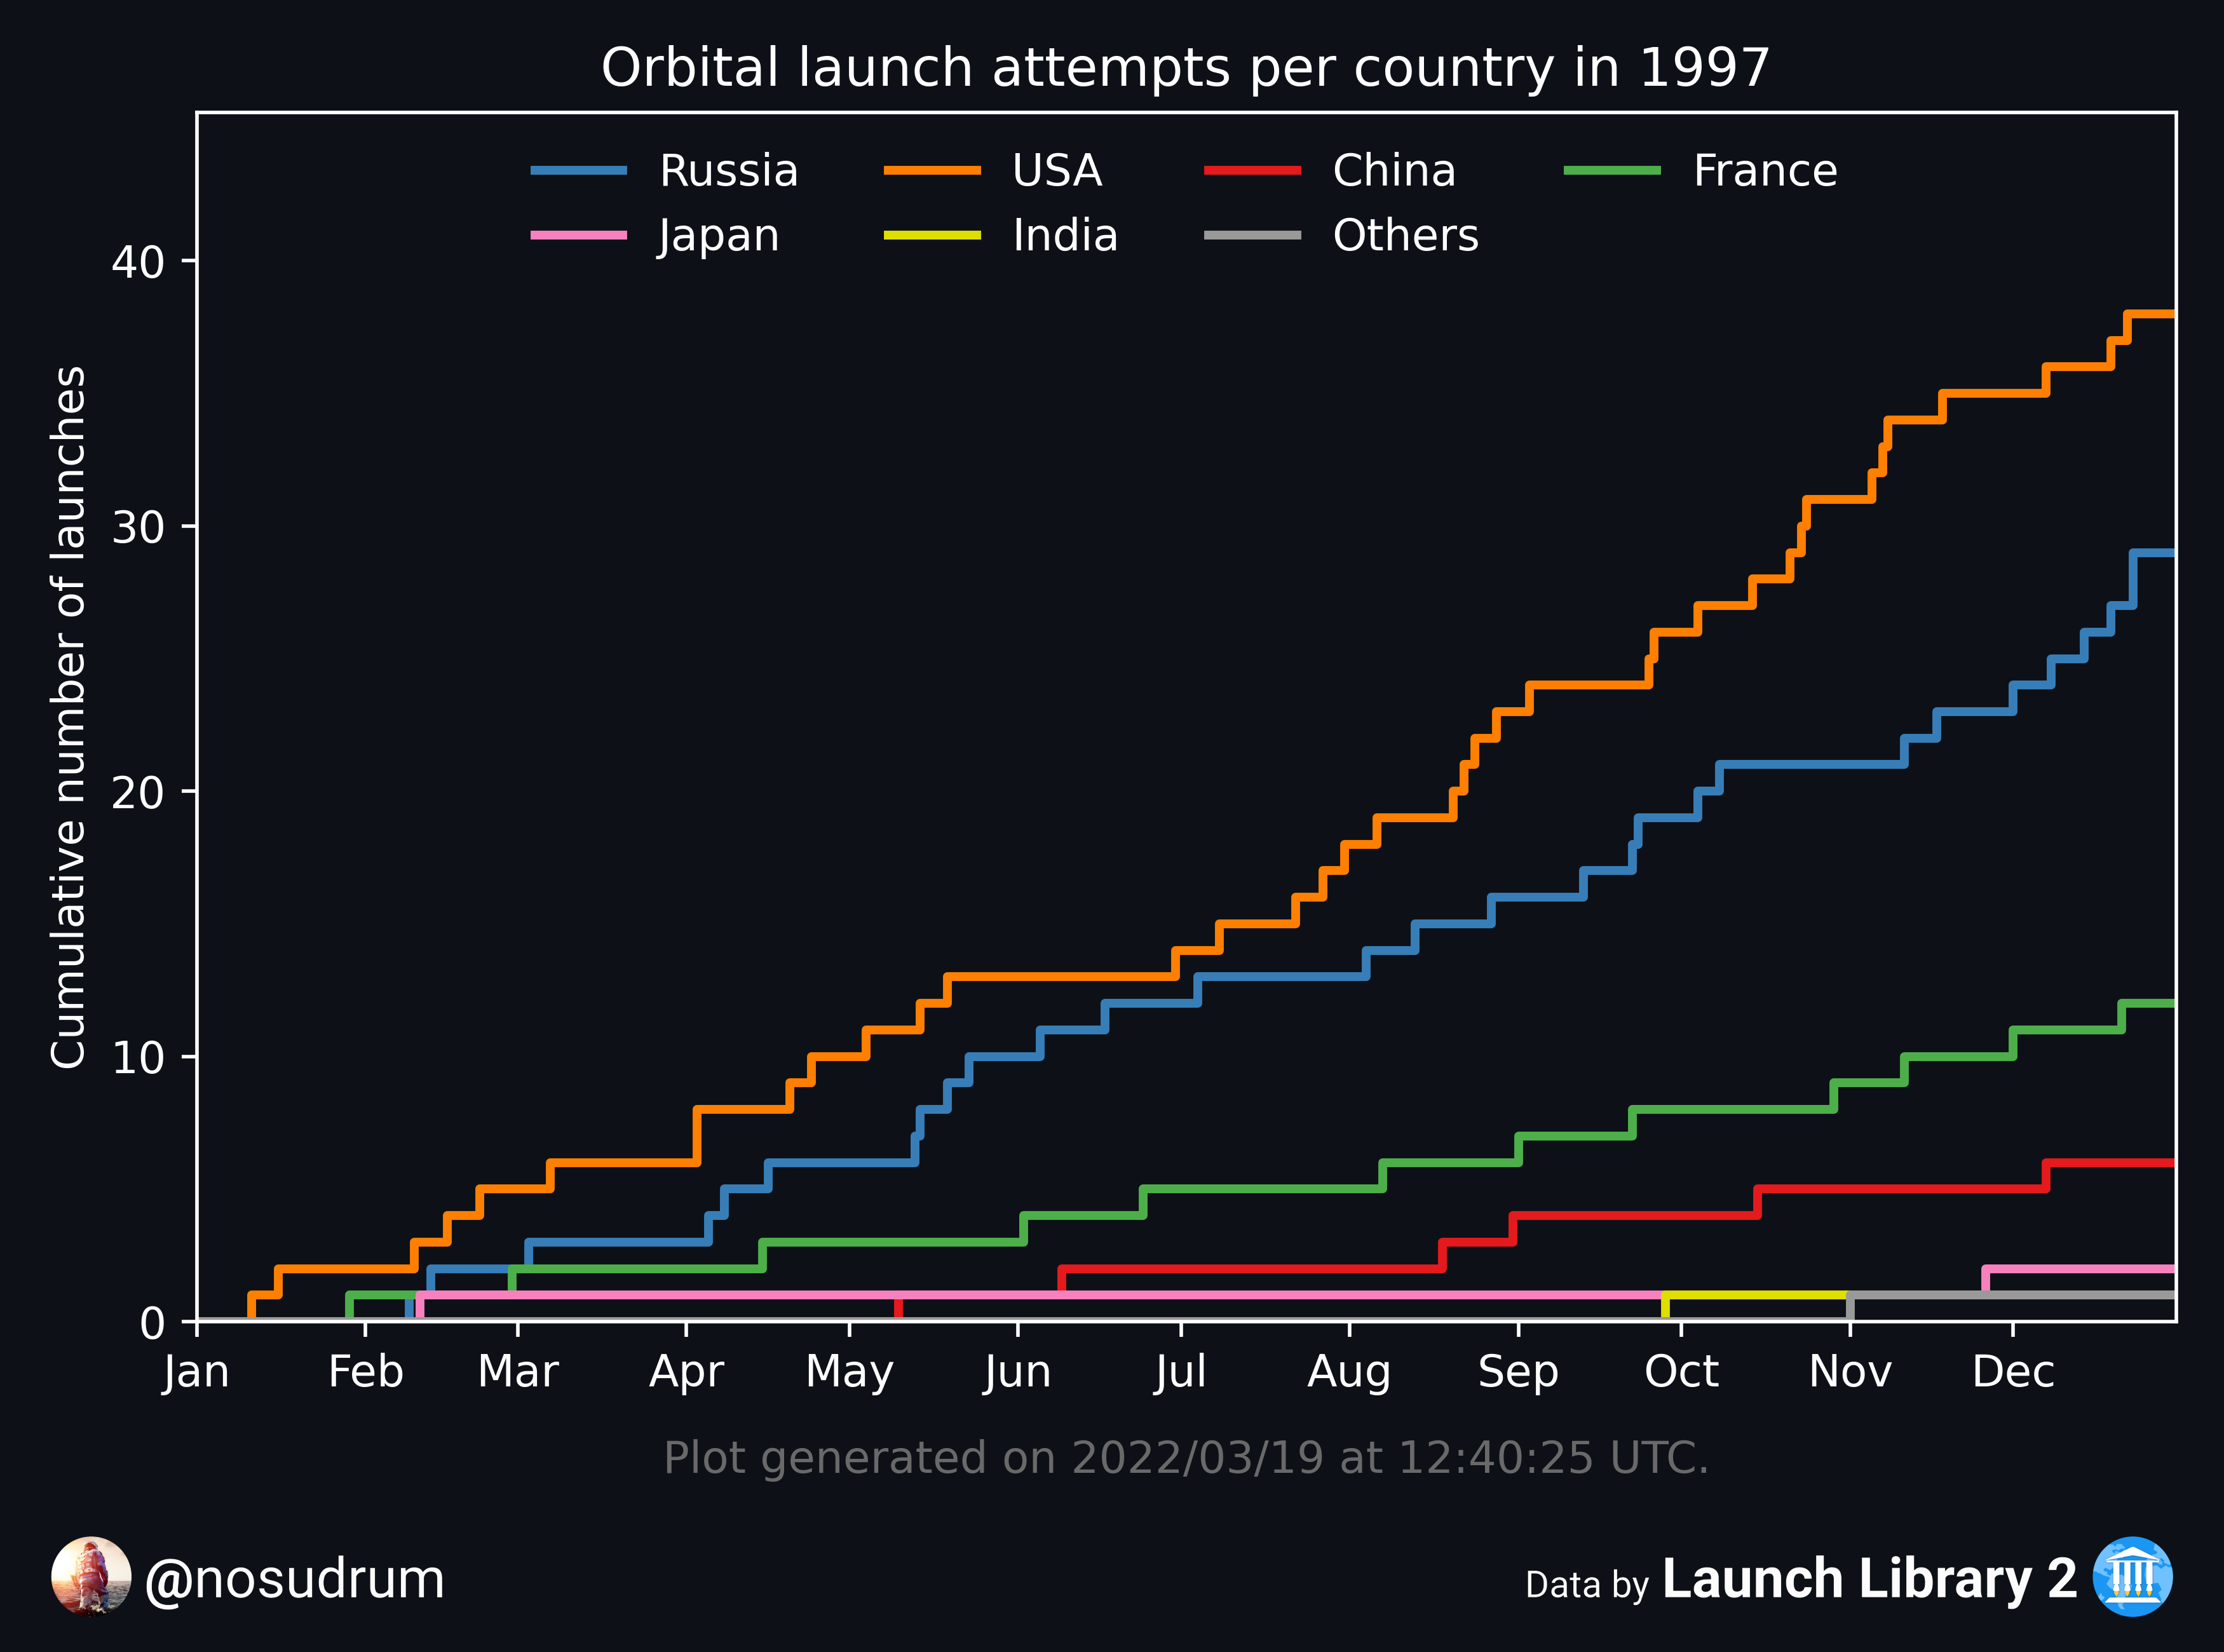 Orbital launch attempts per country in 1997
Russia USA China France
Japan India Others
Cumulative number of launches
40
30
20
10
0
Jan Feb Mar Apr May Jun Jul Aug Sep Oct Nov Dec
Plot generated on 2022/03/19 at 12:40:25 UTC.
@nosudrum
Data by Launch Library 2